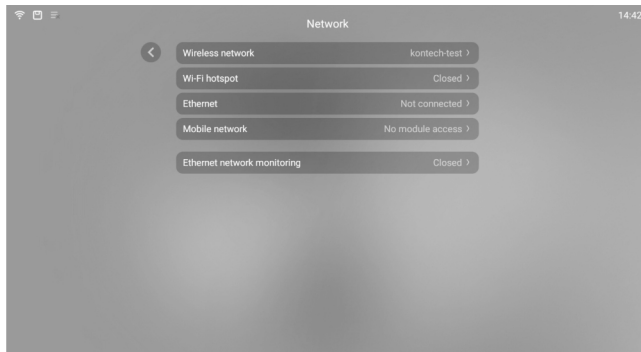 14:42
Network
Wireless network kontech-test
Wi-Fi hotspot Closed
Ethernet Not connected
Mobile network No module access
Ethernet network monitoring Closed